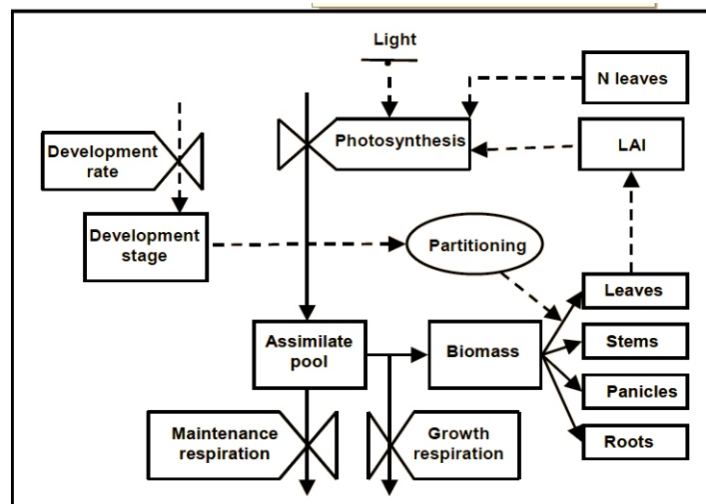 Light
N leaves
Photosynthesis
LAI
Development
rate
Development
stage
Partitioning
Leaves
Assimilate
pool
Biomass
Stems
Panicles
Maintenance
respiration
Growth
respiration
Roots